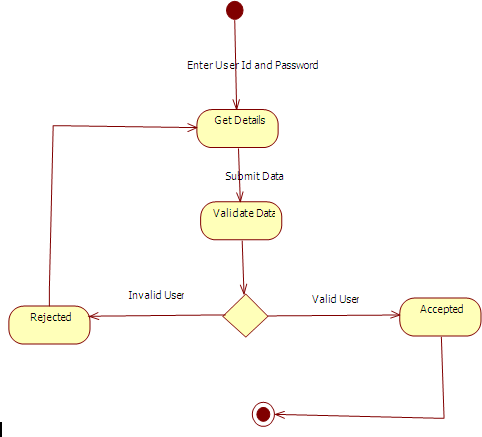 Enter User Id and Password
Get Details
Submit Data
Validate Data
Invalid User
Valid User
Rejected
Accepted